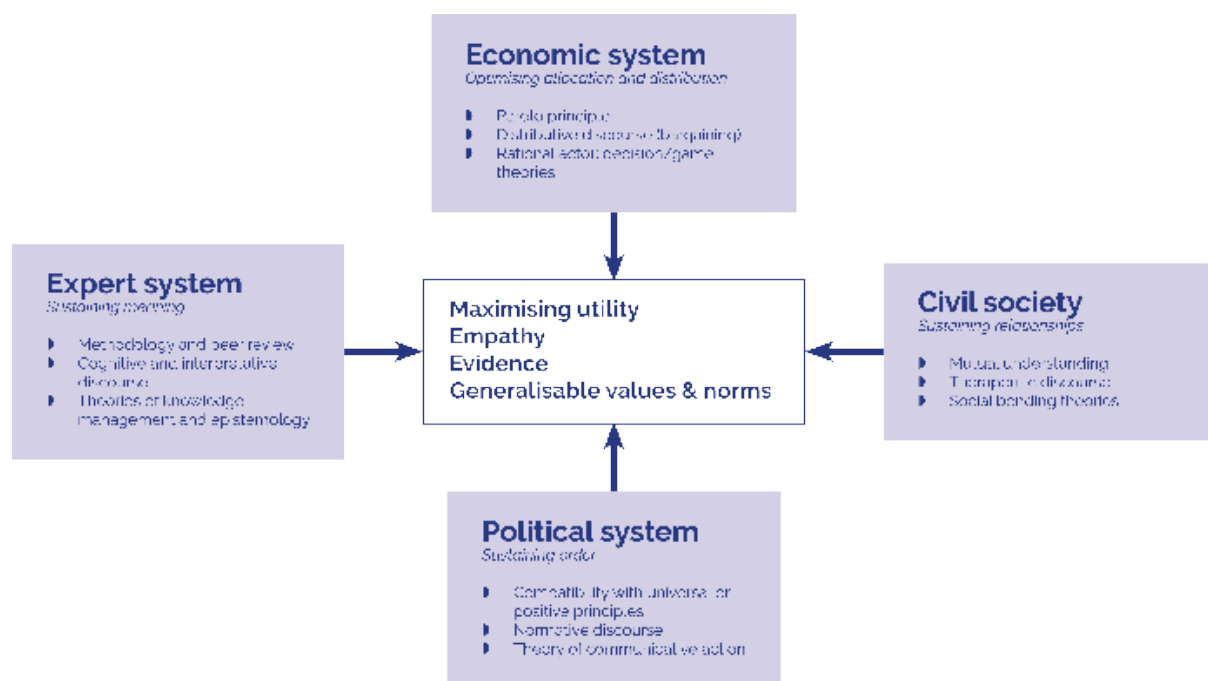 Economic system
Optimising allocation and distribution
Pareto principle
Distributive discourse (bargaining)
Rational actor: decision/game
theories
Expert system
Sustaining meaning
Methodology and peer review
Cognitive and interpretative
discourse
Theories of knowledge
management and epistemology
Maximising utility
Empathy
Evidence
Generalisable values & norms
Civil society
Sustaining relationships
Mutual understanding
Therapeutic discourse
Social bonding theories
Political system
Sustaining order
Compatibility with universal or
positive principles
Normative discourse
Theory of communicative action